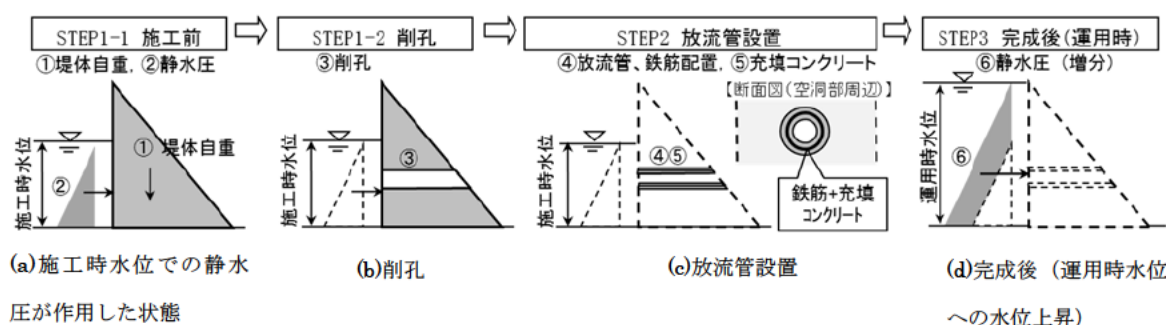 STEP1-1 施工前
①堤体自重, ②静水圧
施工時水位
②
① 堤体自重
(a)施工時水位での静水
圧が作用した状態
STEP1-2 削孔
③削孔
施工時水位
③
(b)削孔
STEP2 放流管設置
④放流管、鉄筋配置, ⑤充填コンクリート
【断面図(空洞部周辺)】
施工時水位
④⑤
鉄筋+充填
コンクリート
(c)放流管設置
STEP3 完成後(運用時)
⑥静水圧(増分)
運用時水位
⑥
(d)完成後（運用時水位
への水位上昇）